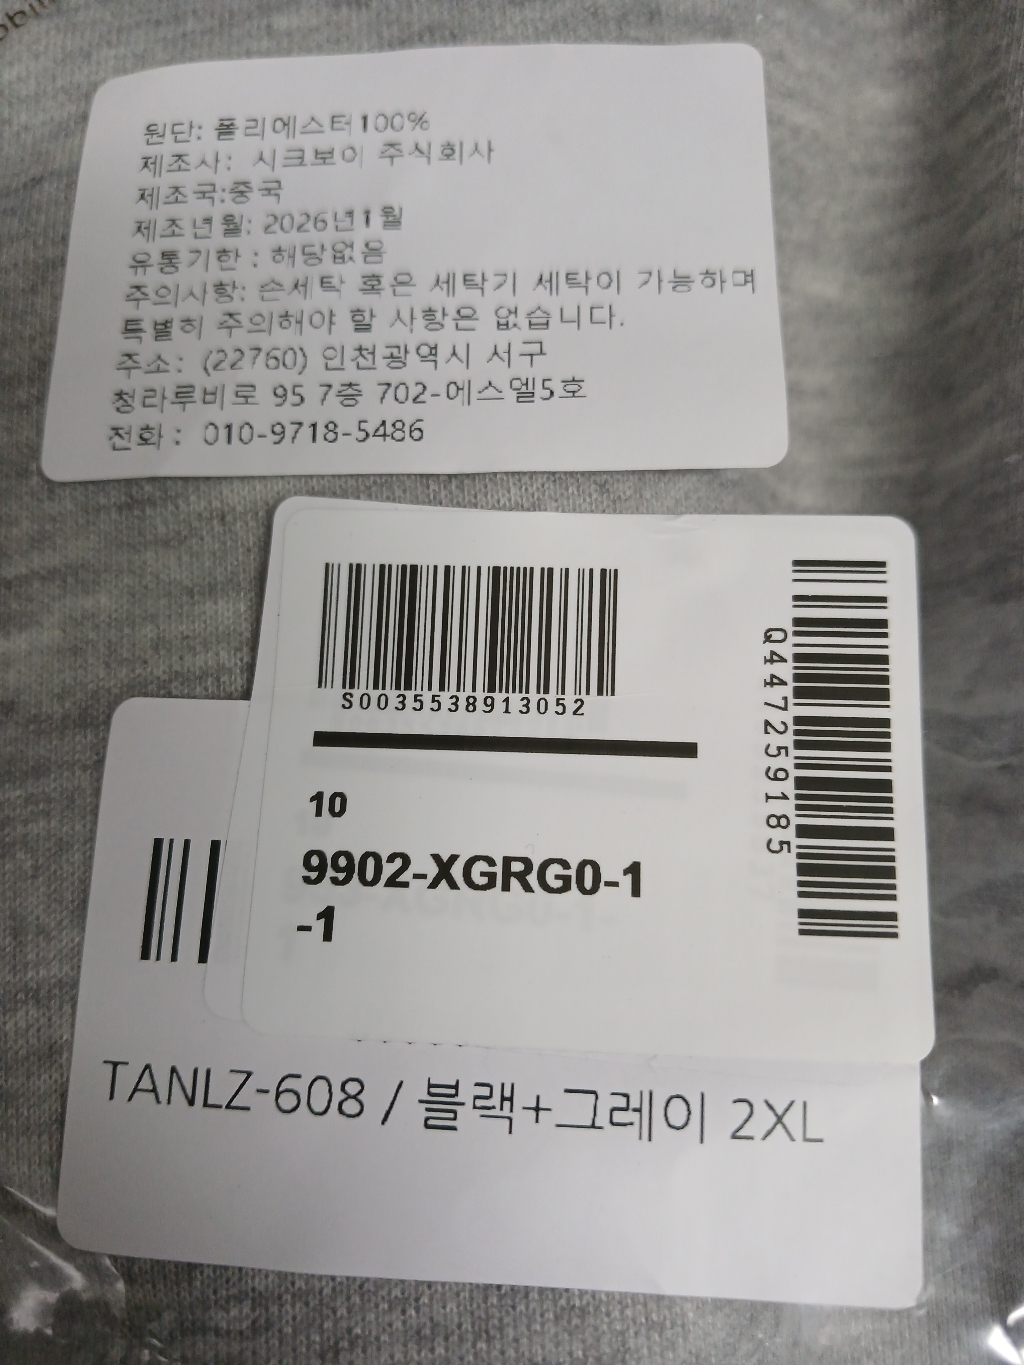 원단: 폴리에스터100%
제조사: 시크보이 주식회사
제조국:중국
제조년월: 2026년1월
유통기한 : 해당없음
주의사항: 손세탁 혹은 세탁기 세탁이 가능하며
특별히 주의해야 할 사항은 없습니다.
주소: (22760) 인천광역시 서구
청라루비로 95 7층 702-에스엘5호
전화 : 010-9718-5486
S0035538913052
Q447259185
10
9902-XGRG0-1
-1
TANLZ-608 / 블랙+그레이 2XL